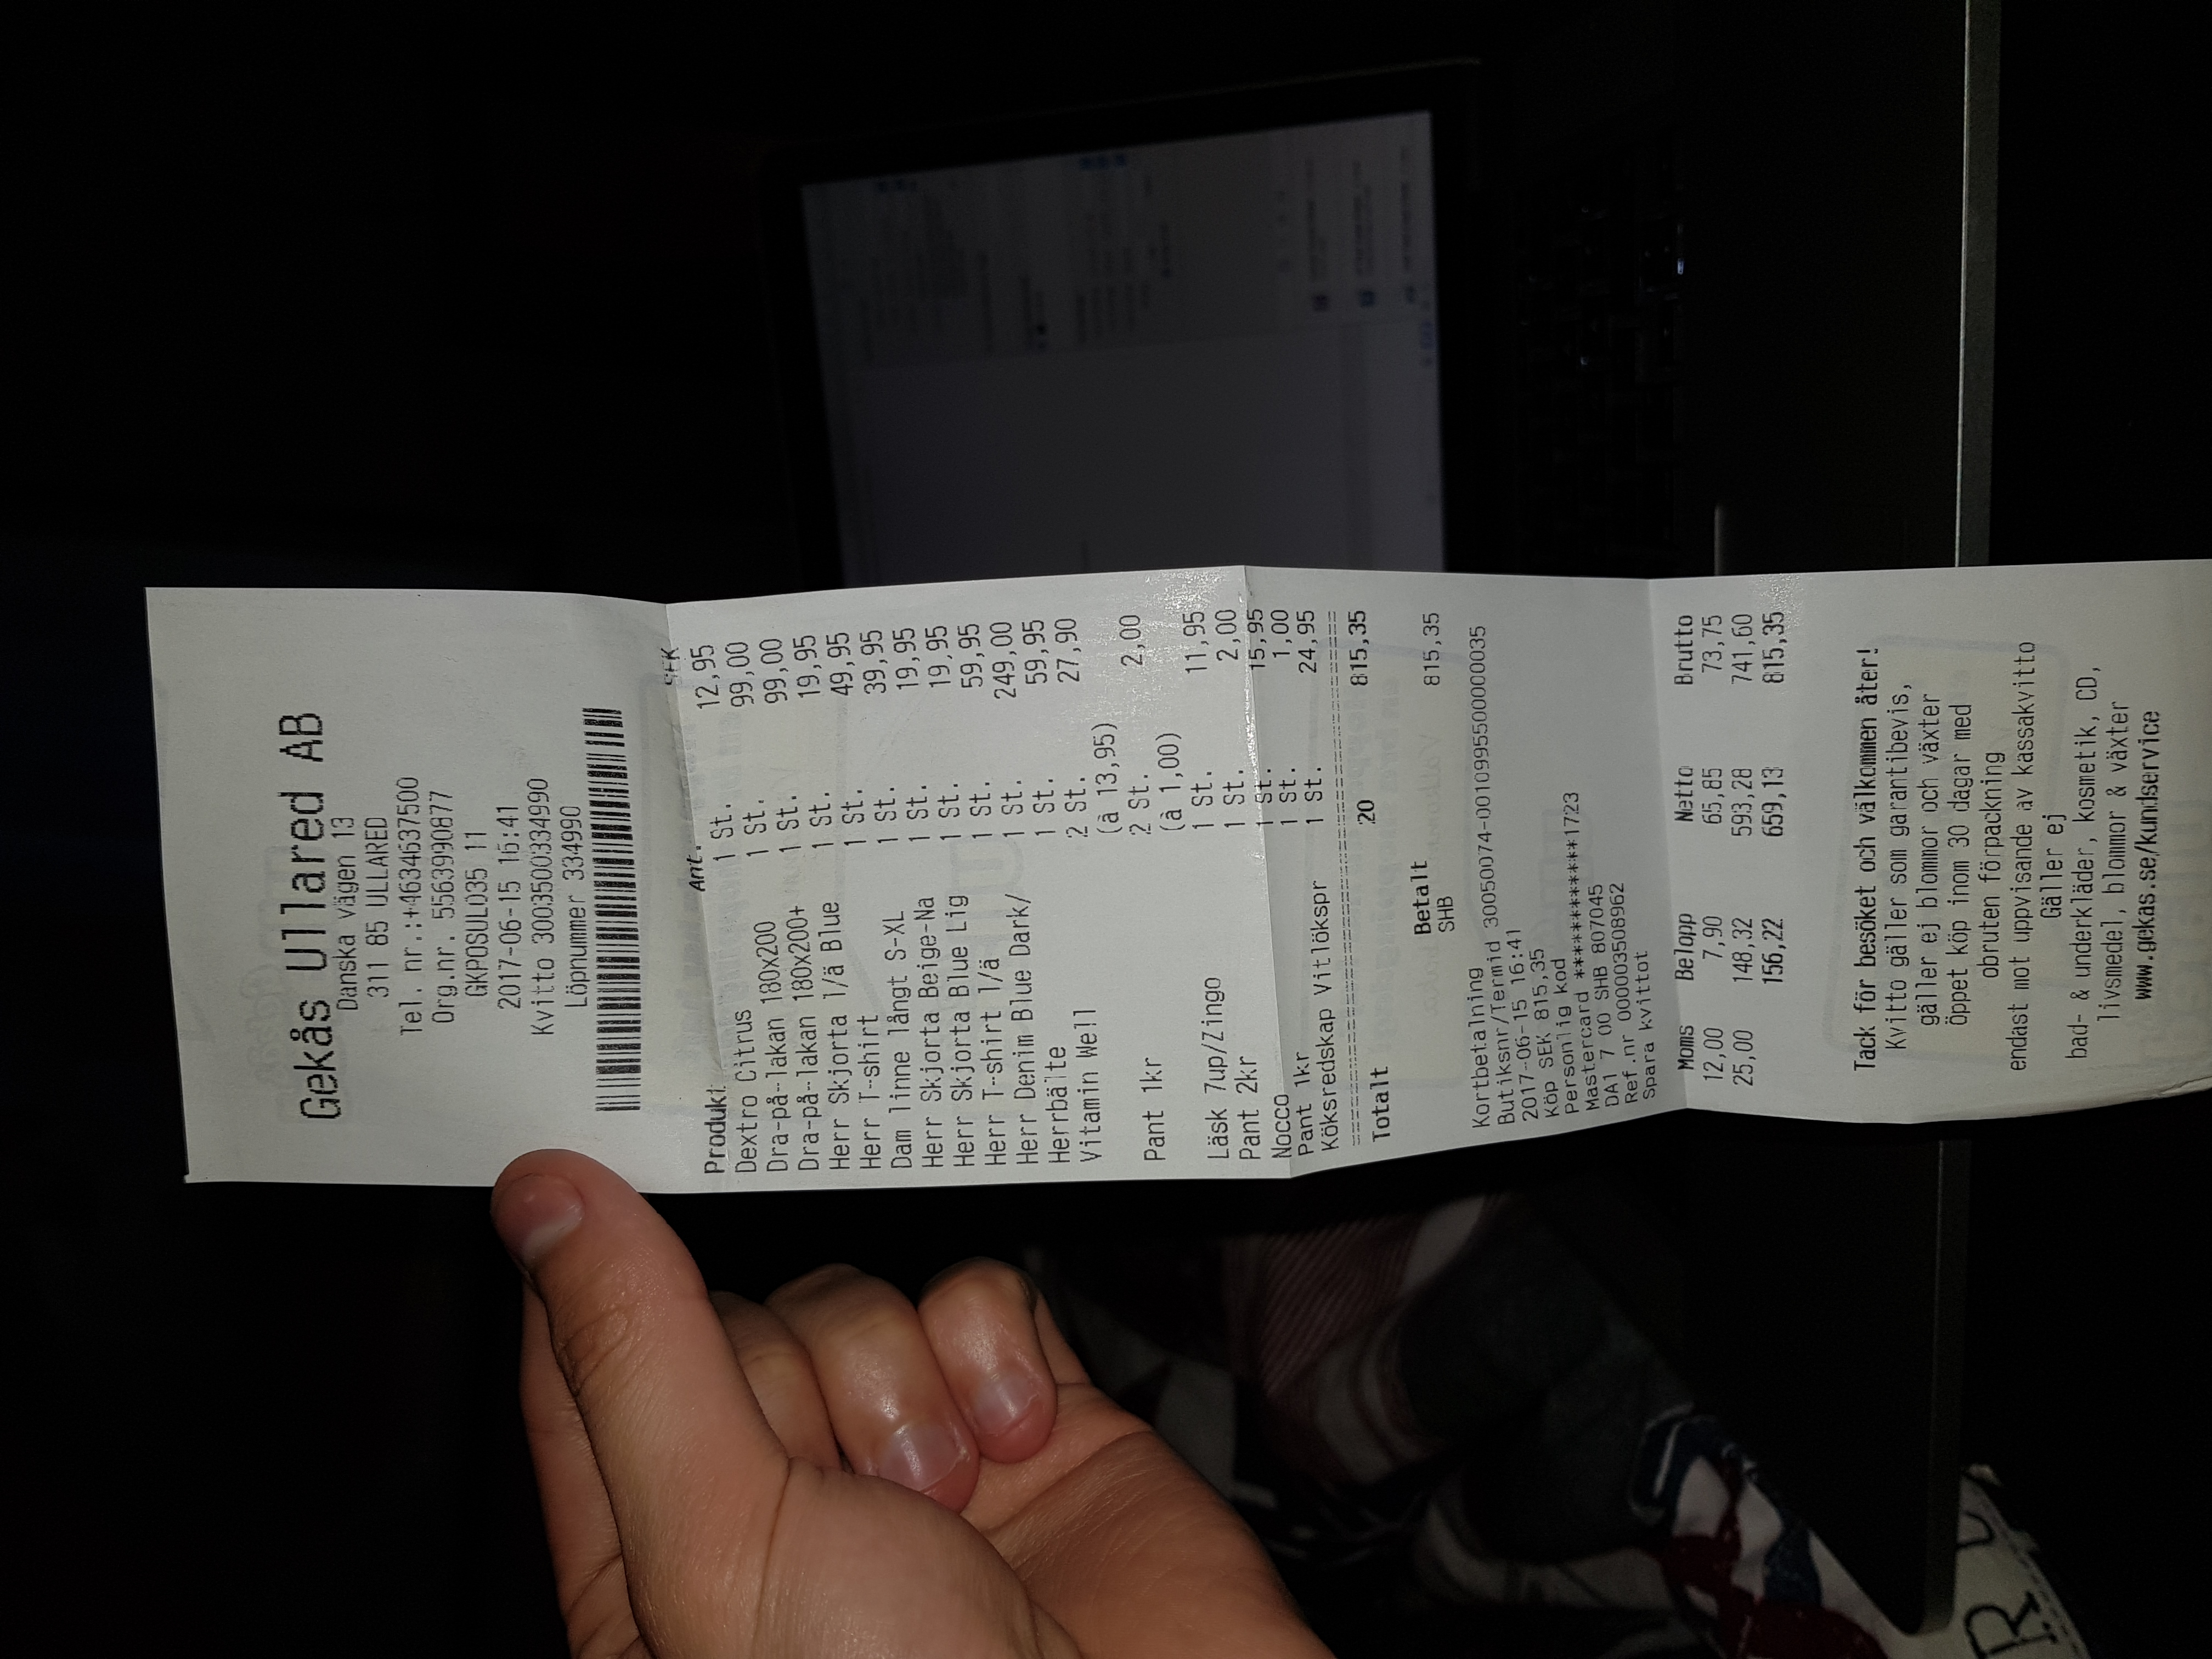 Gekås Ullared AB
Danska vägen 13
311 85 ULLARED
Tel. nr.:+4634637500
Org.nr. 5563990877
GKPOSUL035 11
2017-06-15 16:41
Kvitto 3003500334990
Löpnummer 334990
Produkt Ant. SEK
Dextro Citrus 1 St. 12,95
Dra-på-lakan 180x200 1 St. 99,00
Dra-på-lakan 180x200+ 1 St. 99,00
Herr Skjorta l/ä Blue 1 St. 19,95
Herr T-shirt 1 St. 49,95
Dam linne långt S-XL 1 St. 39,95
Herr Skjorta Beige-Na 1 St. 19,95
Herr Skjorta Blue Lig 1 St. 19,95
Herr T-shirt l/ä 1 St. 59,95
Herr Denim Blue Dark/ 1 St. 249,00
Herrbälte 1 St. 59,95
Vitamin Well 2 St. 27,90
(à 13,95)
Pant 1kr 2 St. 2,00
(à 1,00)
Läsk 7up/Zingo 1 St. 11,95
Pant 2kr 1 St. 2,00
Nocco 1 St. 15,95
Pant 1kr 1 St. 1,00
Köksredskap Vitlökspr 1 St. 24,95
Totalt 20 815,35
Betalt
SHB 815,35
Kortbetalning
Butiksnr/Termid 30050074-0010995500000035
2017-06-15 16:41
Köp SEK 815,35
Personlig kod
Mastercard ************1723
DA1 7 00 SHB 807045
Ref.nr 000003508962
Spara kvittot
Moms Belopp Netto Brutto
12,00 7,90 65,85 73,75
25,00 148,32 593,28 741,60
156,22 659,13 815,35
Tack för besöket och välkommen åter!
Kvitto gäller som garantibevis,
gäller ej blommor och växter
Öppet köp inom 30 dagar med
obruten förpackning
endast mot uppvisande av kassakvitto
Gäller ej
bad- & underkläder, kosmetik, CD,
livsmedel, blommor & växter
www.gekas.se/kundservice